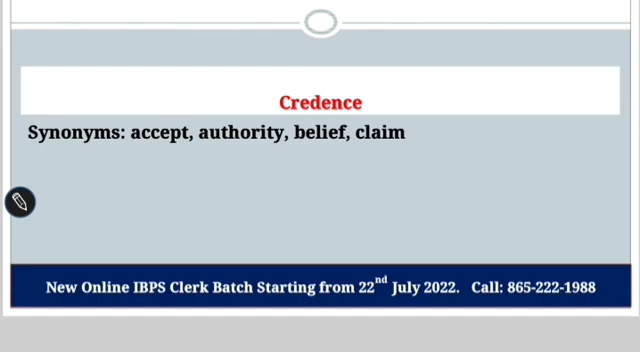 Credence
Synonyms: accept, authority, belief, claim
New Online IBPS Clerk Batch Starting from 22nd July 2022. Call: 865-222-1988